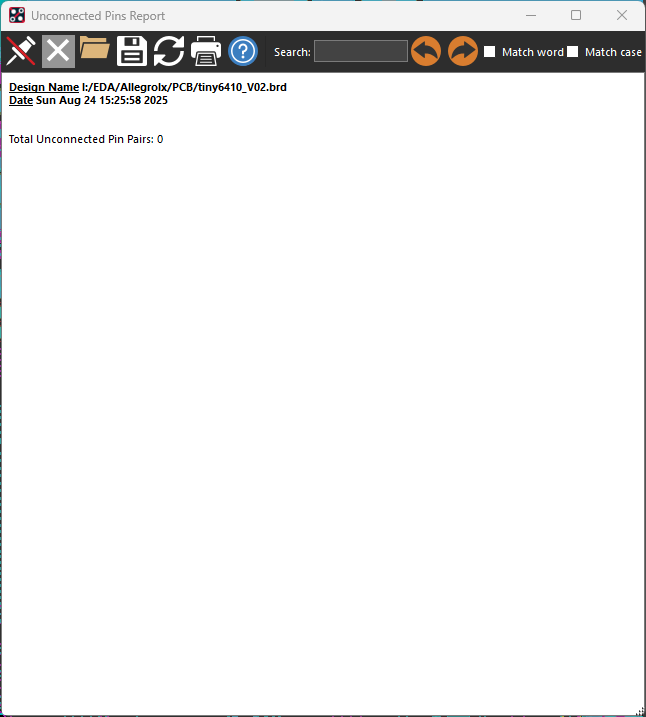 Unconnected Pins Report
Search: Match word Match case
Design Name I:/EDA/Allegrolx/PCB/tiny6410_V02.brd
Date Sun Aug 24 15:25:58 2025
Total Unconnected Pin Pairs: 0